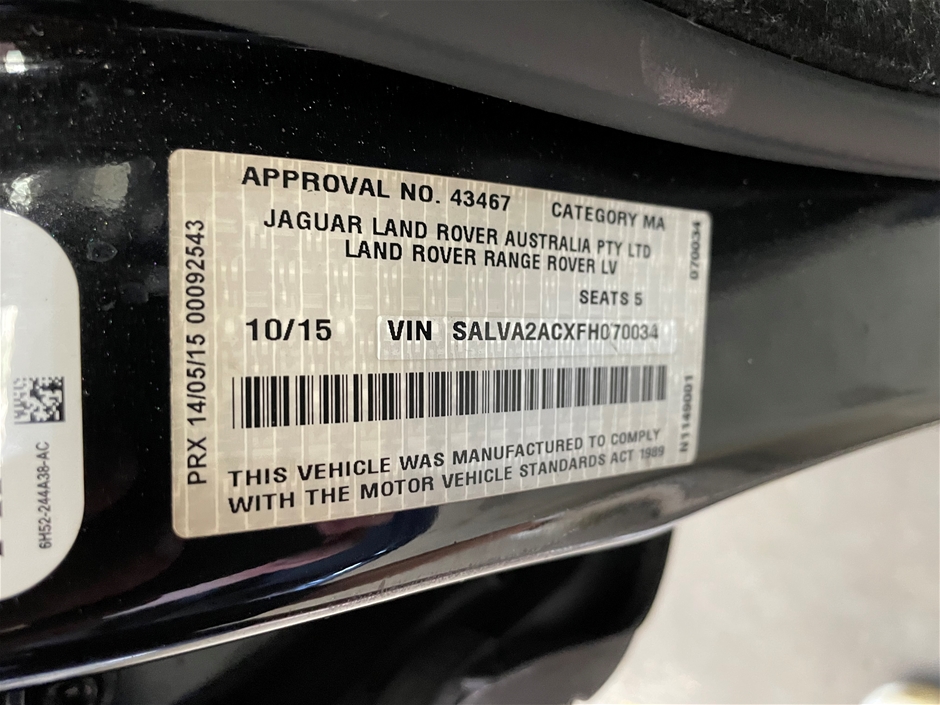 APPROVAL NO. 43467 CATEGORY MA
JAGUAR LAND ROVER AUSTRALIA PTY LTD
LAND ROVER RANGE ROVER LV
SEATS 5
10/15 VIN SALVA2ACXFH070034
THIS VEHICLE WAS MANUFACTURED TO COMPLY
WITH THE MOTOR VEHICLE STANDARDS ACT 1989
PRX 14/05/15 00092543
070034
N1149001
6H52-244A38-AC